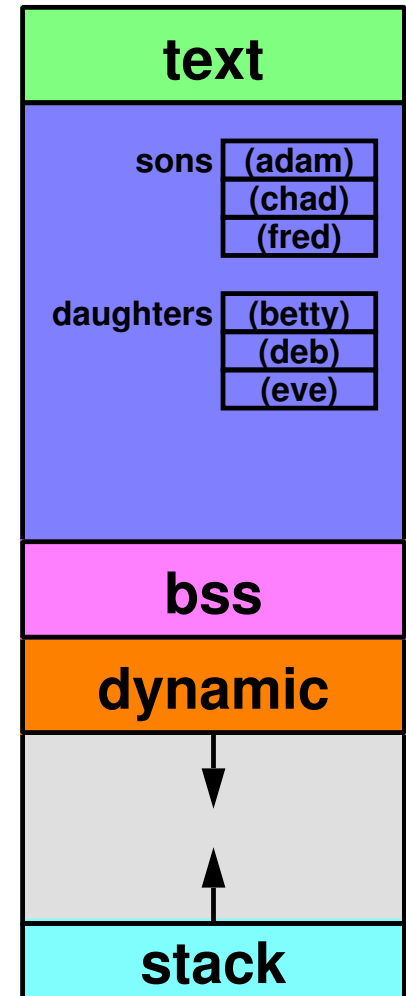 text
sons (adam)
(chad)
(fred)
daughters (betty)
(deb)
(eve)
bss
dynamic
stack